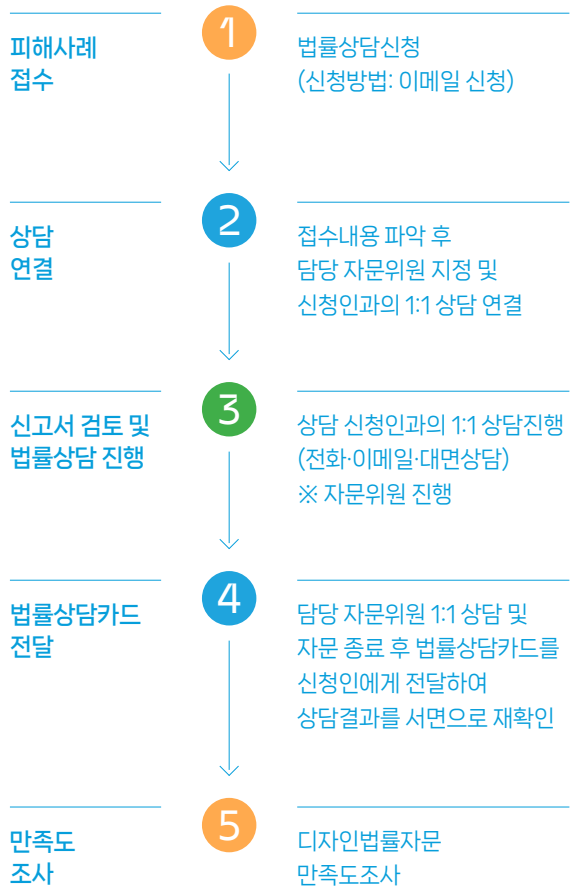 피해사례
접수
1
법률상담신청
(신청방법: 이메일 신청)
상담
연결
2
접수내용 파악 후
담당 자문위원 지정 및
신청인과의 1:1 상담 연결
신고서 검토 및
법률상담 진행
3
상담 신청인과의 1:1 상담진행
(전화·이메일·대면상담)
※ 자문위원 진행
법률상담카드
전달
4
담당 자문위원 1:1 상담 및
자문 종료 후 법률상담카드를
신청인에게 전달하여
상담결과를 서면으로 재확인
만족도
조사
5
디자인법률자문
만족도조사